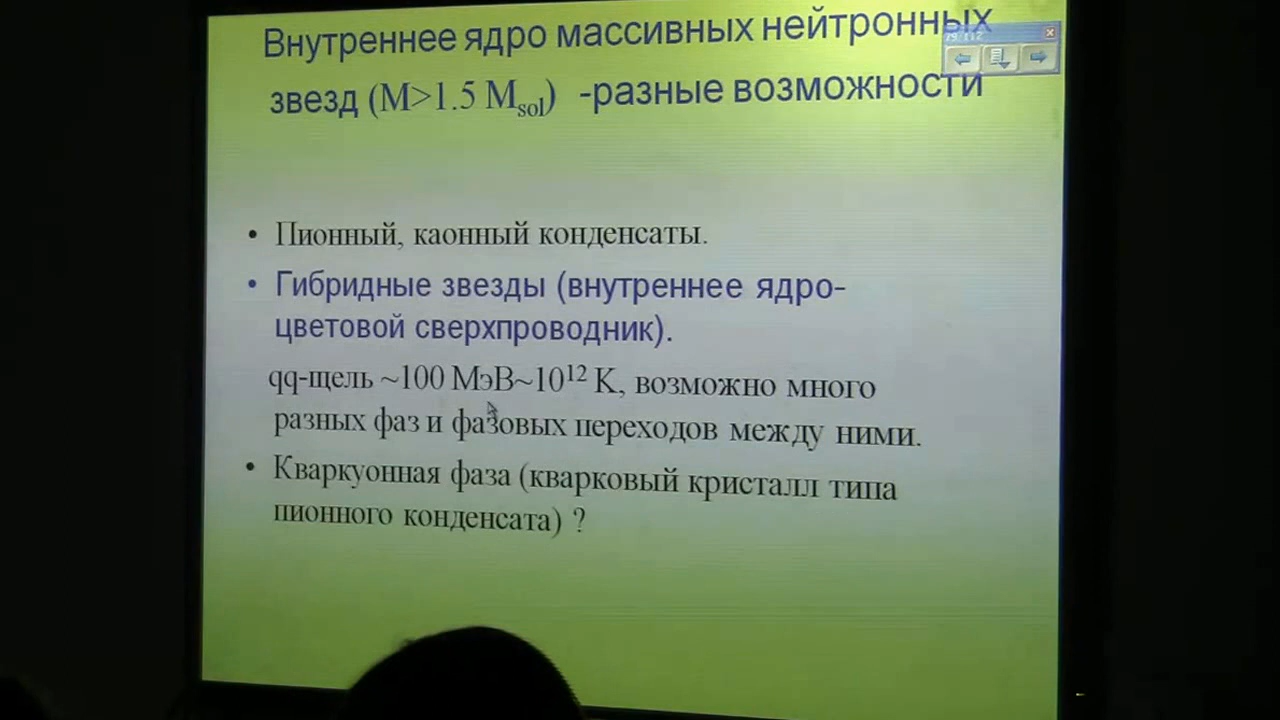 Внутреннее ядро массивных нейтронных
звезд (M>1.5 Msol) -разные возможности
• Пионный, каонный конденсаты.
• Гибридные звезды (внутреннее ядро-
цветовой сверхпроводник).
qq-щель ~100 МэВ~10¹² K, возможно много
разных фаз и фазовых переходов между ними.
• Кваркуонная фаза (кварковый кристалл типа
пионного конденсата) ?